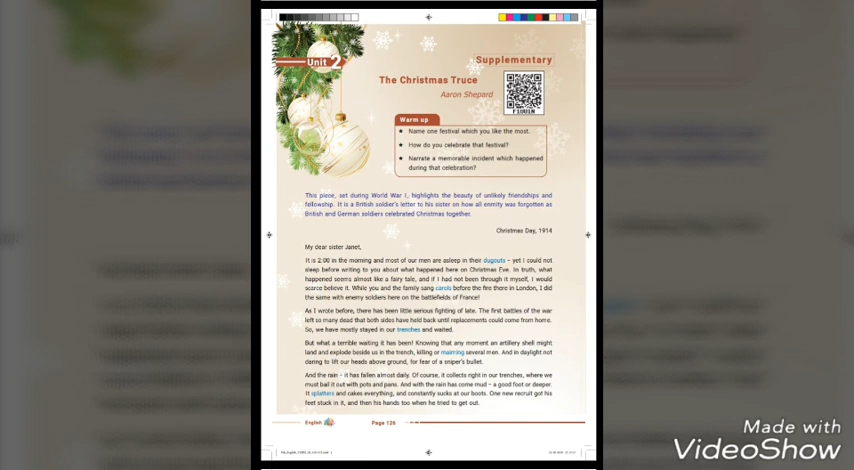 Unit 2
Supplementary
The Christmas Truce
Aaron Shepard
F1U01N
Warm up
★ Name one festival which you like the most.
★ How do you celebrate that festival?
★ Narrate a memorable incident which happened
during that celebration?
This piece, set during World War I, highlights the beauty of unlikely friendships and
fellowship. It is a British soldier's letter to his sister on how all enmity was forgotten as
British and German soldiers celebrated Christmas together.
Christmas Day, 1914
My dear sister Janet,
It is 2:00 in the morning and most of our men are asleep in their dugouts – yet I could not
sleep before writing to you about what happened here on Christmas Eve. In truth, what
happened seems almost like a fairy tale, and if I had not been through it myself, I would
scarce believe it. While you and the family sang carols before the fire there in London, I did
the same with enemy soldiers here on the battlefields of France!
As I wrote before, there has been little serious fighting of late. The first battles of the war
left so many dead that both sides have held back until replacements could come from home.
So, we have mostly stayed in our trenches and waited.
But what a terrible waiting it has been! Knowing that any moment an artillery shell might
land and explode beside us in the trench, killing or maiming several men. And in daylight not
daring to lift our heads above ground, for fear of a sniper's bullet.
And the rain – it has fallen almost daily. Of course, it collects right in our trenches, where we
must bail it out with pots and pans. And with the rain has come mud – a good foot or deeper.
It splatters and cakes everything, and constantly sucks at our boots. One new recruit got his
feet stuck in it, and then his hands too when he tried to get out.
English
Page 126
Made with
VideoShow